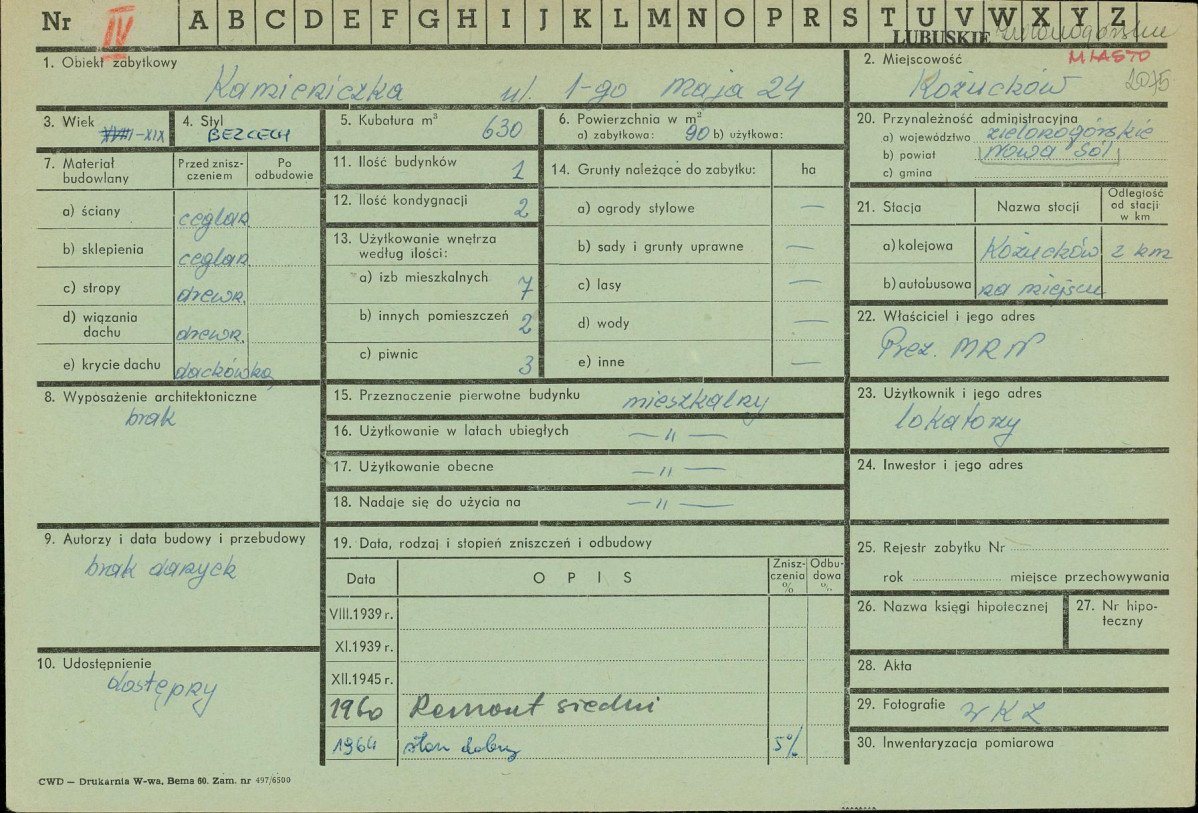 Nr IV A B C D E F G H I J K L M N O P R S T U V W X Y Z
LUBUSKIE
MIASTO
1. Obiekt zabytkowy
Kamieniczka ul. 1-go Maja 24
2. Miejscowość
Kożuchów 2075
3. Wiek XVIII-XIX
4. Styl BEZ CECH
5. Kubatura m³ 630
6. Powierzchnia w m²
a) zabytkowa: 90 b) użytkowa:
7. Materiał budowlany
Przed zniszczeniem
Po odbudowie
a) ściany ceglan.
b) sklepienia ceglan.
c) stropy drewn.
d) wiązania dachu drewn.
e) krycie dachu dachówką
8. Wyposażenie architektoniczne
brak
9. Autorzy i data budowy i przebudowy
brak danych
10. Udostępnienie
dostępny
11. Ilość budynków 1
12. Ilość kondygnacji 2
13. Użytkowanie wnętrza
według ilości:
a) izb mieszkalnych 7
b) innych pomieszczeń 2
c) piwnic 3
14. Grunty należące do zabytku: ha
a) ogrody stylowe —
b) sady i grunty uprawne —
c) lasy —
d) wody —
e) inne —
15. Przeznaczenie pierwotne budynku mieszkalny
16. Użytkowanie w latach ubiegłych —„—
17. Użytkowanie obecne —„—
18. Nadaje się do użycia na —„—
19. Data, rodzaj i stopień zniszczeń i odbudowy
Data OPIS Zniszczenia % Odbudowa %
VIII.1939 r.
XI.1939 r.
XII.1945 r.
1960 Remont średni
1964 stan dobry 5%
20. Przynależność administracyjna
a) województwo zielonogórskie
b) powiat Nowa Sól
c) gmina
21. Stacja Nazwa stacji Odległość od stacji w km
a) kolejowa Kożuchów 2 km
b) autobusowa na miejscu
22. Właściciel i jego adres
Prez. MRN
23. Użytkownik i jego adres
lokatorzy
24. Inwestor i jego adres
25. Rejestr zabytku Nr
rok miejsce przechowywania
26. Nazwa księgi hipotecznej
27. Nr hipoteczny
28. Akta
29. Fotografie WKZ
30. Inwentaryzacja pomiarowa
CWD — Drukarnia W-wa, Bema 60. Zam. nr 497/6500